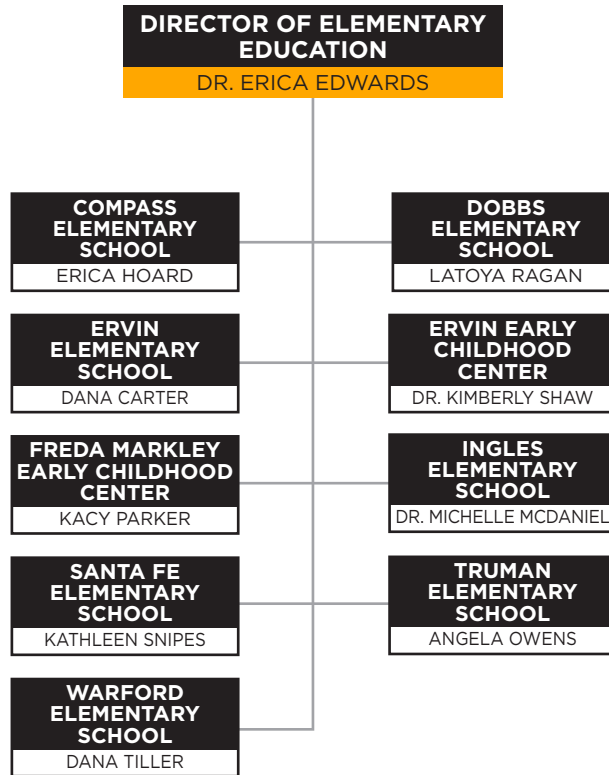 DIRECTOR OF ELEMENTARY
EDUCATION
DR. ERICA EDWARDS
COMPASS
ELEMENTARY
SCHOOL
ERICA HOARD
DOBBS
ELEMENTARY
SCHOOL
LATOYA RAGAN
ERVIN
ELEMENTARY
SCHOOL
DANA CARTER
ERVIN EARLY
CHILDHOOD
CENTER
DR. KIMBERLY SHAW
FREDA MARKLEY
EARLY CHILDHOOD
CENTER
KACY PARKER
INGLES
ELEMENTARY
SCHOOL
DR. MICHELLE MCDANIEL
SANTA FE
ELEMENTARY
SCHOOL
KATHLEEN SNIPES
TRUMAN
ELEMENTARY
SCHOOL
ANGELA OWENS
WARFORD
ELEMENTARY
SCHOOL
DANA TILLER